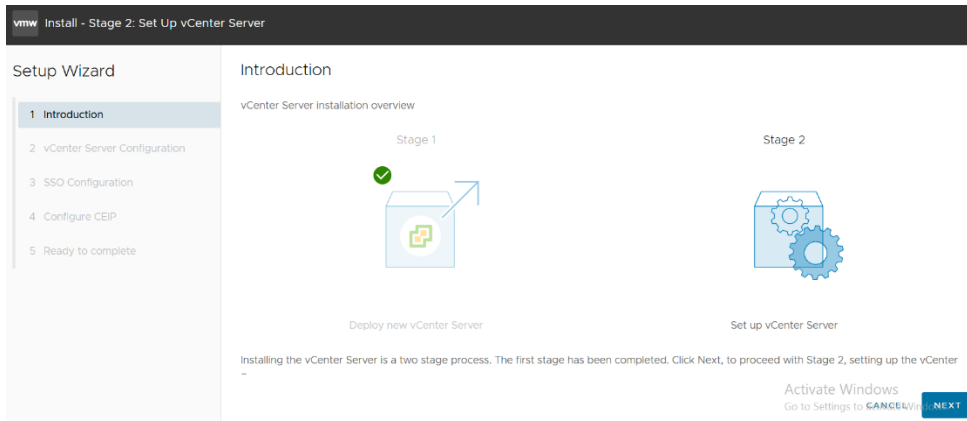 vmw Install - Stage 2: Set Up vCenter Server
Setup Wizard
1 Introduction
2 vCenter Server Configuration
3 SSO Configuration
4 Configure CEIP
5 Ready to complete
Introduction
vCenter Server installation overview
Stage 1
Stage 2
Deploy new vCenter Server
Set up vCenter Server
Installing the vCenter Server is a two stage process. The first stage has been completed. Click Next, to proceed with Stage 2, setting up the vCenter
Activate Windows
Go to Settings to
CANCEL
NEXT